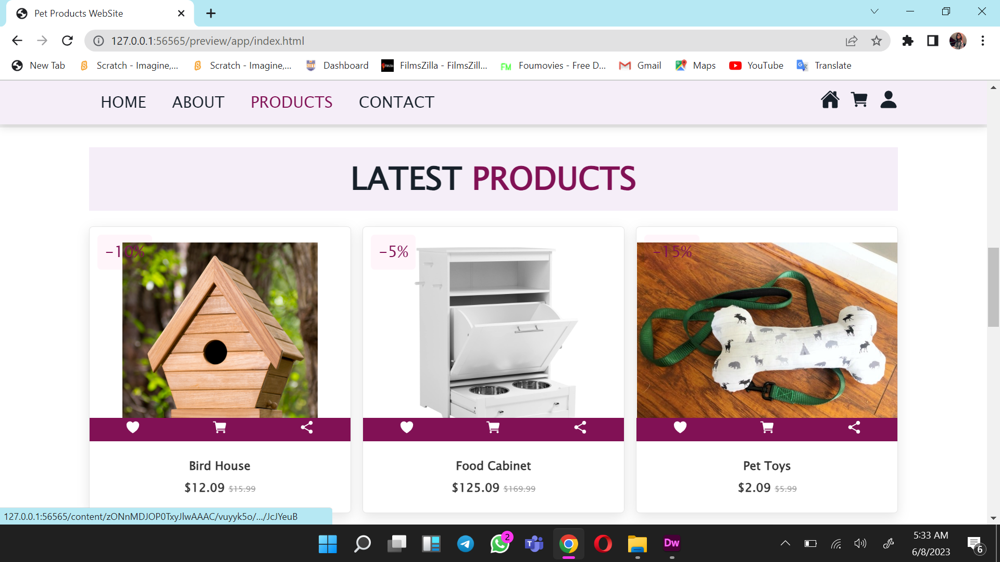 Pet Products WebSite
127.0.0.1:56565/preview/app/index.html
New Tab Scratch - Imagine,... Scratch - Imagine,... Dashboard FilmsZilla - FilmsZill... FM Foumovies - Free D... Gmail Maps YouTube Translate
HOME ABOUT PRODUCTS CONTACT
LATEST PRODUCTS
-10% -5% -15%
Bird House Food Cabinet Pet Toys
$12.09 $15.99 $125.09 $169.99 $2.09 $5.99
127.0.0.1:56565/content/zONnMDJOP0TxyJlwAAAC/vuyyk5o/.../JcJYeuB
2
Dw
5:33 AM
6/8/2023
6